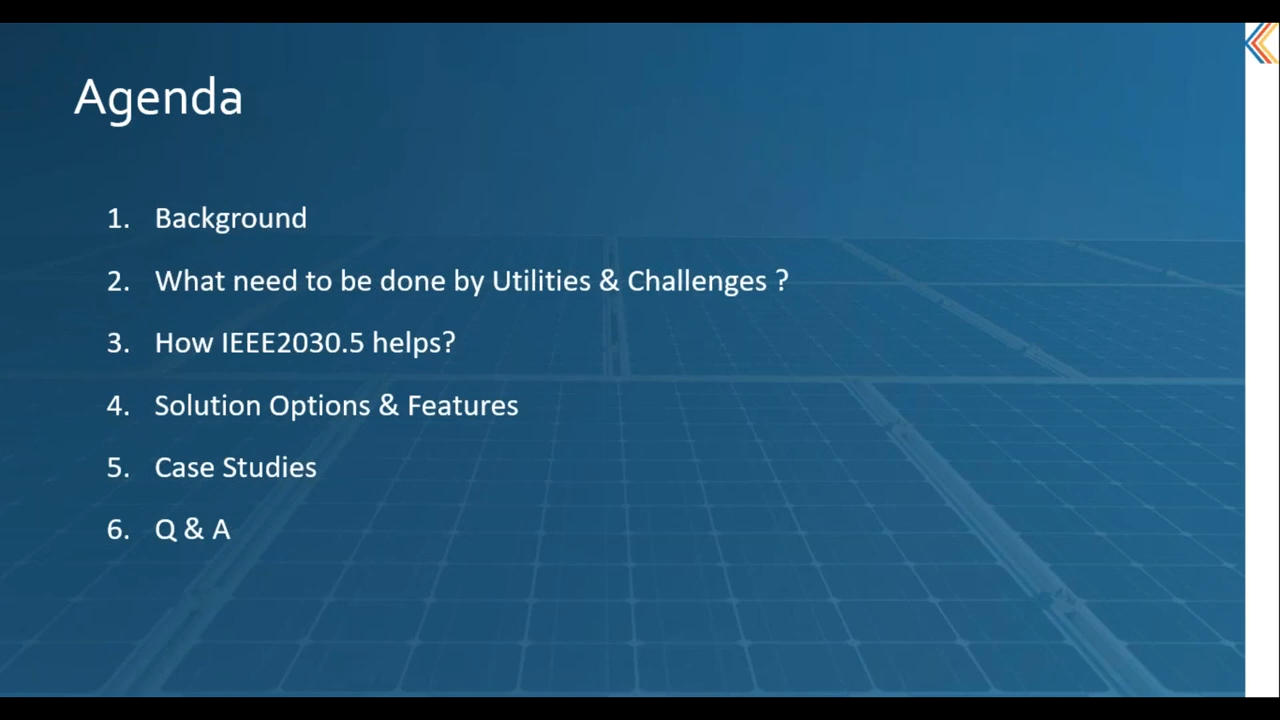 Agenda
1. Background
2. What need to be done by Utilities & Challenges ?
3. How IEEE2030.5 helps?
4. Solution Options & Features
5. Case Studies
6. Q & A